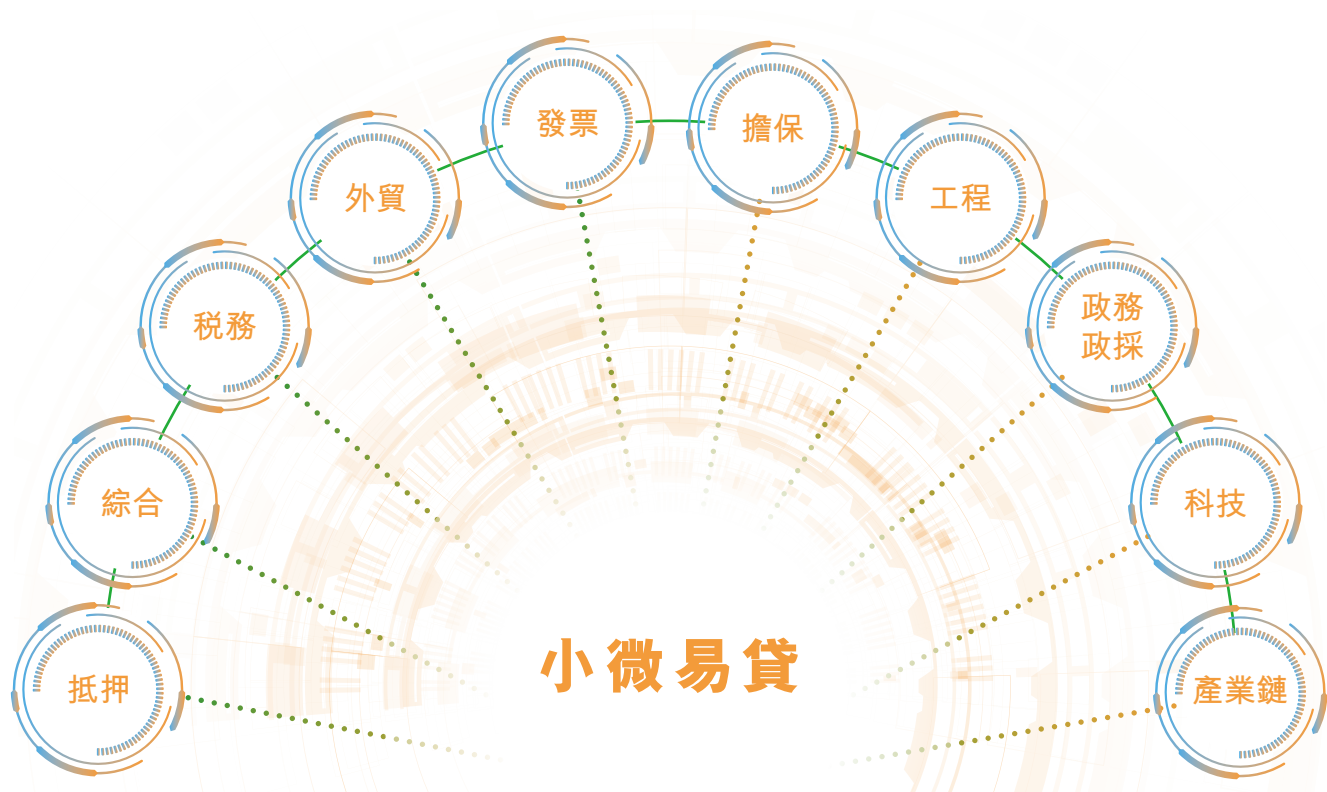 抵押
綜合
税務
外貿
發票
擔保
工程
政務
政採
科技
產業鏈
小微易貸